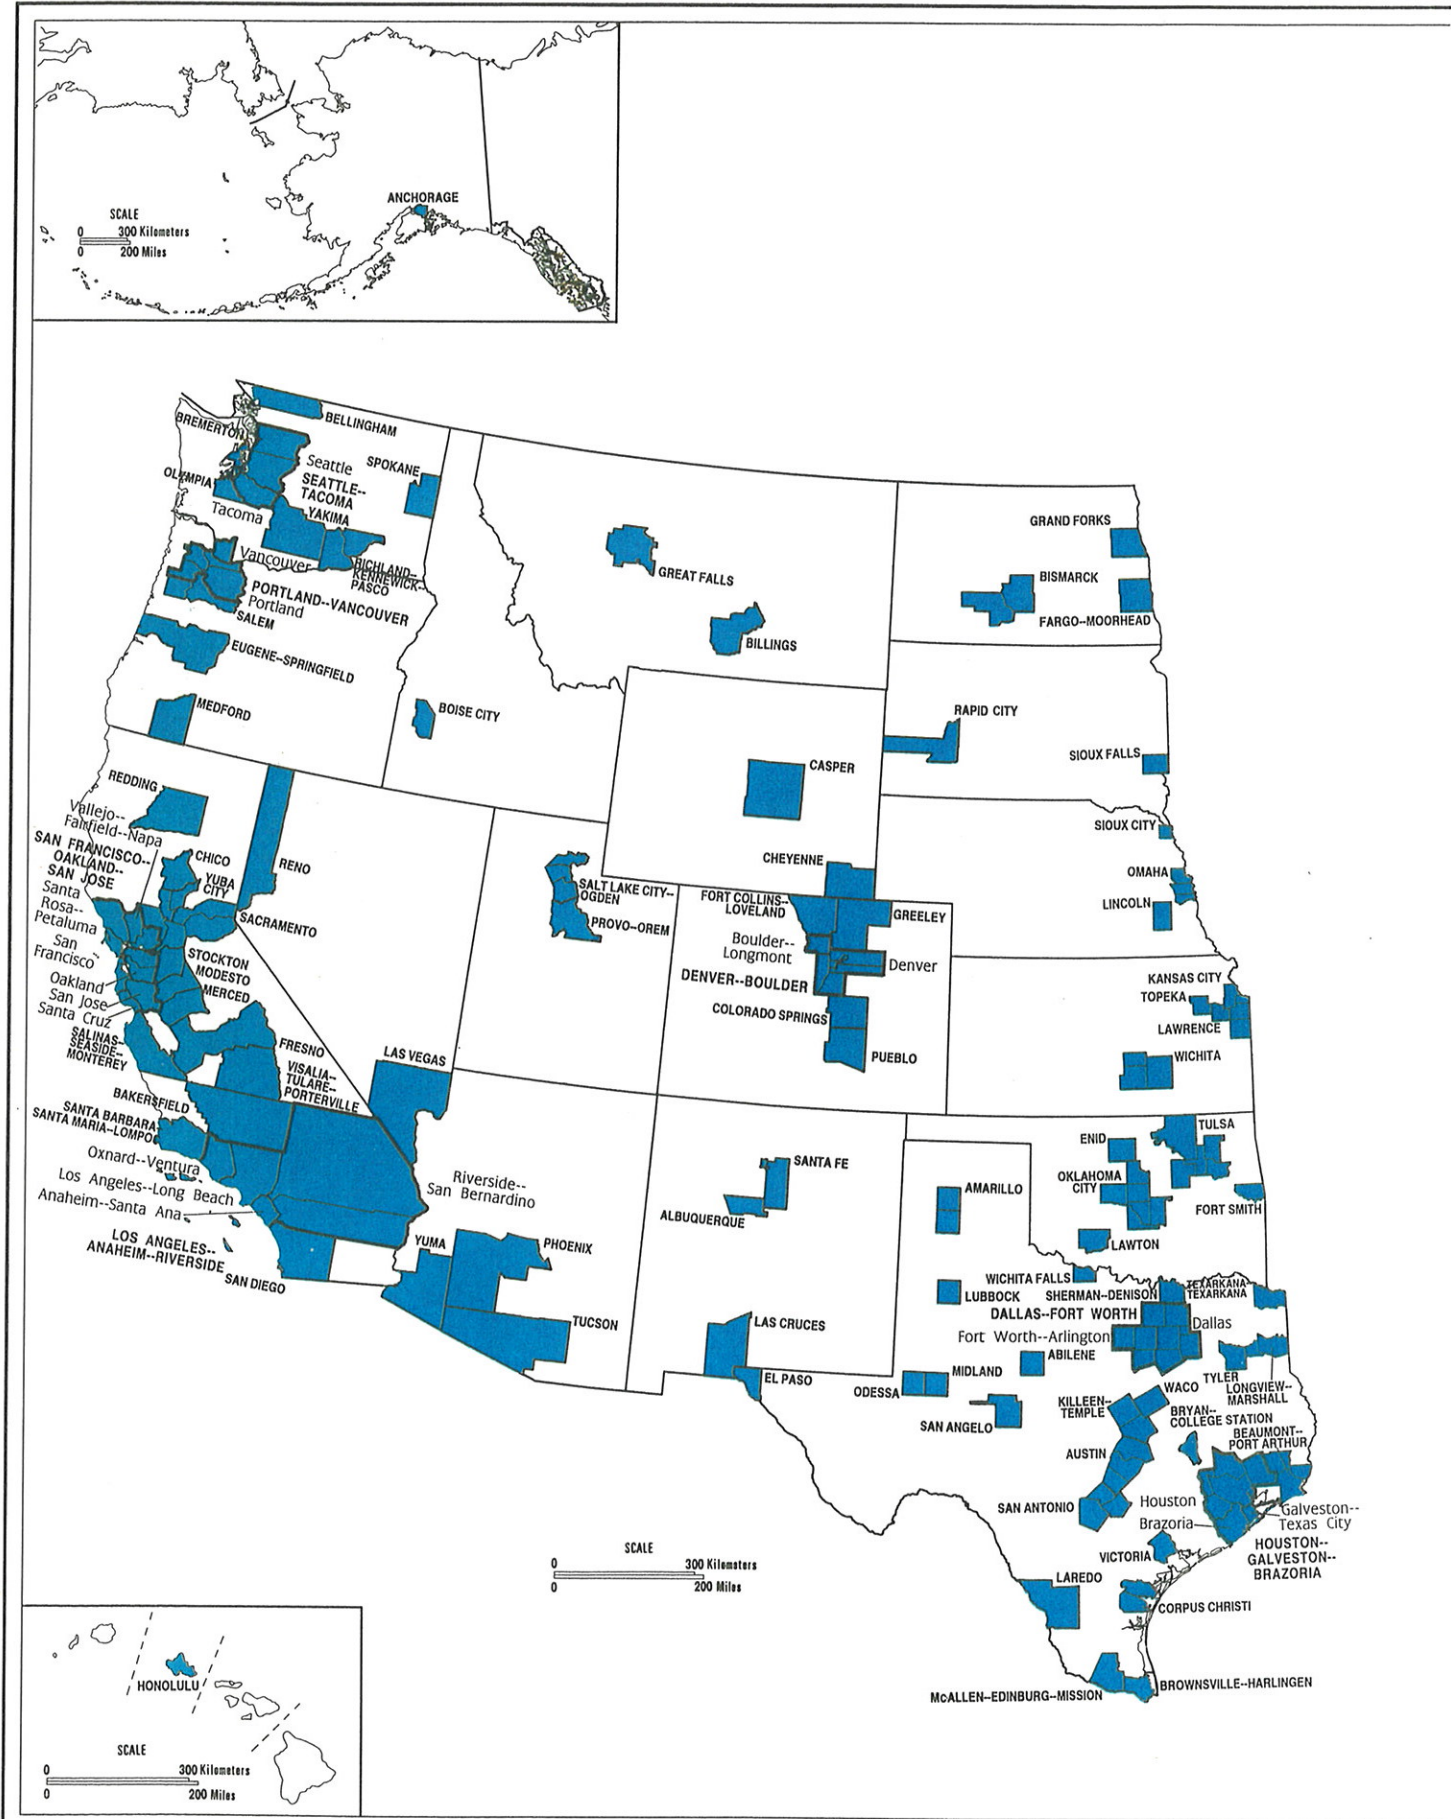 ANCHORAGE
SCALE
0 300 Kilometers
0 200 Miles
BREMERTON
BELLINGHAM
Seattle
SPOKANE
OLYMPIA
SEATTLE--
TACOMA
Tacoma
YAKIMA
Vancouver
RICHLAND--
KENNEWICK--
PASCO
PORTLAND--VANCOUVER
Portland
SALEM
EUGENE--SPRINGFIELD
MEDFORD
BOISE CITY
GREAT FALLS
BILLINGS
GRAND FORKS
BISMARCK
FARGO--MOORHEAD
RAPID CITY
SIOUX FALLS
CASPER
CHEYENNE
SIOUX CITY
OMAHA
LINCOLN
REDDING
Vallejo--
Fairfield--Napa
SAN FRANCISCO--
OAKLAND--
SAN JOSE
CHICO
YUBA
CITY
RENO
Santa
Rosa--
Petaluma
SACRAMENTO
San
Francisco
STOCKTON
MODESTO
MERCED
Oakland
San Jose
Santa Cruz
SALINAS--
SEASIDE--
MONTEREY
FRESNO
VISALIA--
TULARE--
PORTERVILLE
LAS VEGAS
BAKERSFIELD
SANTA BARBARA
SANTA MARIA--LOMPO
Oxnard--Ventura
Los Angeles--Long Beach
Anaheim--Santa Ana
Riverside--
San Bernardino
LOS ANGELES--
ANAHEIM--RIVERSIDE
SAN DIEGO
SALT LAKE CITY--
OGDEN
PROVO--OREM
FORT COLLINS--
LOVELAND
GREELEY
Boulder--
Longmont
Denver
DENVER--BOULDER
COLORADO SPRINGS
PUEBLO
KANSAS CITY
TOPEKA
LAWRENCE
WICHITA
YUMA
PHOENIX
TUCSON
SANTA FE
ALBUQUERQUE
LAS CRUCES
EL PASO
TULSA
ENID
OKLAHOMA
CITY
FORT SMITH
LAWTON
AMARILLO
WICHITA FALLS
LUBBOCK
SHERMAN--DENISON
TEXARKANA
TEXARKANA
DALLAS--FORT WORTH
Dallas
Fort Worth--Arlington
ABILENE
MIDLAND
ODESSA
TYLER
LONGVIEW--
MARSHALL
WACO
KILLEEN--
TEMPLE
SAN ANGELO
BRYAN--
COLLEGE STATION
BEAUMONT--
PORT ARTHUR
AUSTIN
SAN ANTONIO
Houston
Brazoria
Galveston--
Texas City
HOUSTON--
GALVESTON--
BRAZORIA
VICTORIA
LAREDO
CORPUS CHRISTI
McALLEN--EDINBURG--MISSION
BROWNSVILLE--HARLINGEN
SCALE
0 300 Kilometers
0 200 Miles
HONOLULU
SCALE
0 300 Kilometers
0 200 Miles